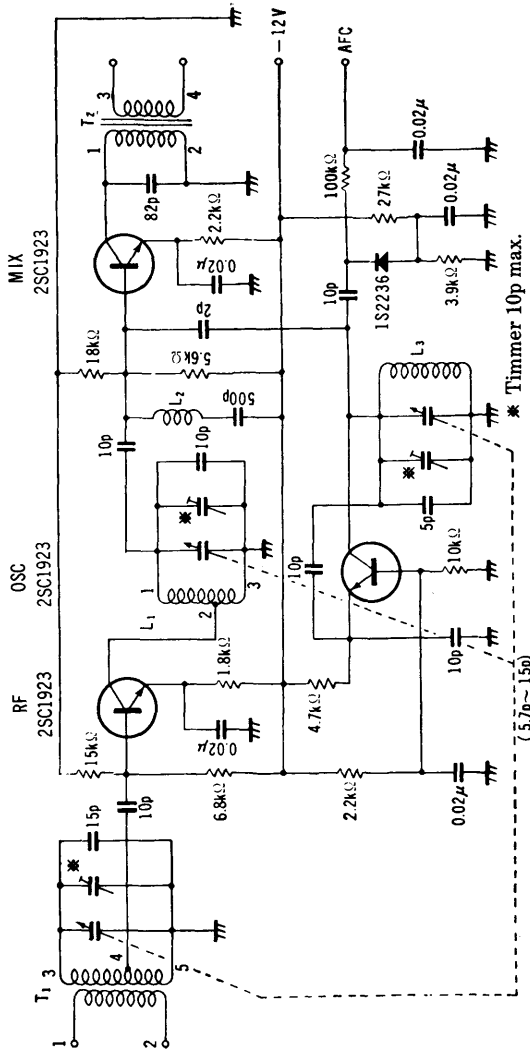 RF
2SC1923
OSC
2SC1923
MIX
2SC1923
T₁
1
2
3
4
5
※
15p
10p
15kΩ
6.8kΩ
0.02μ
1.8kΩ
L₁
1
2
3
※
10p
10p
L₂
500p
18kΩ
5.6kΩ
2p
0.02μ
2.2kΩ
82p
T₂
1
2
3
4
−12V
AFC
2.2kΩ
0.02μ
4.7kΩ
10p
10p
10kΩ
5p
※
L₃
10p
1S2236
3.9kΩ
27kΩ
0.02μ
100kΩ
0.02μ
(5.7p~15p)
※ Timmer 10p max.